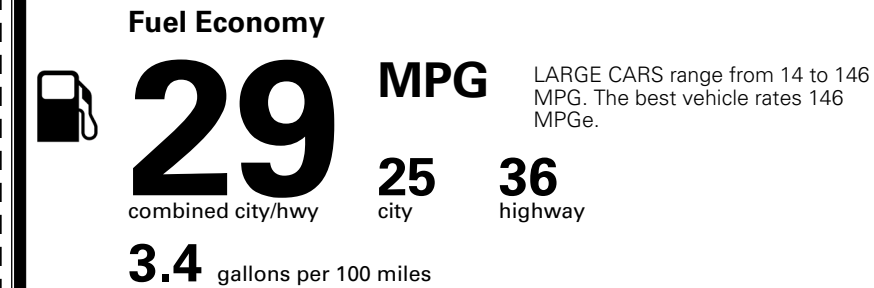 Fuel Economy
29 MPG
LARGE CARS range from 14 to 146
MPG. The best vehicle rates 146
MPGe.
25 36
combined city/hwy city highway
3.4 gallons per 100 miles